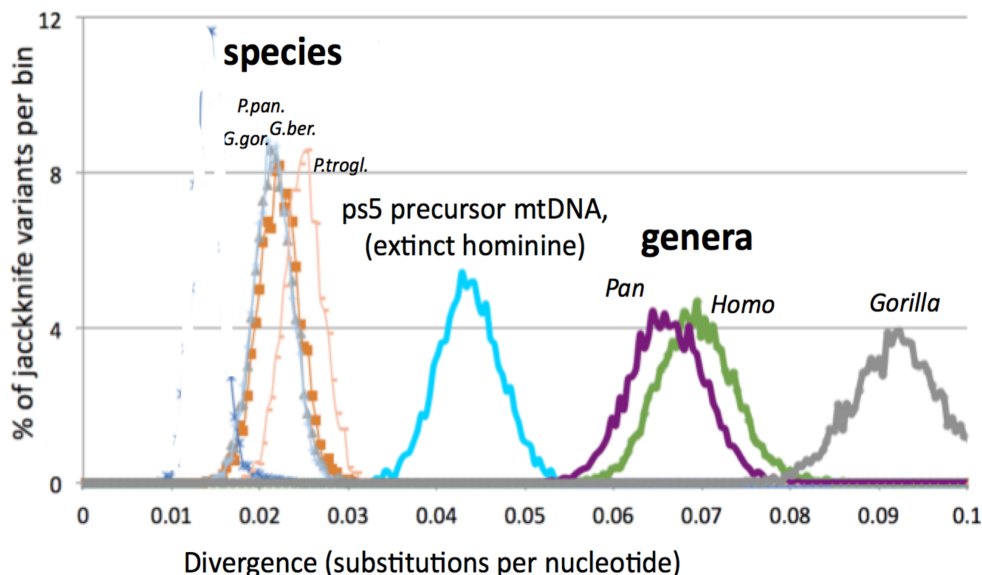 % of jaccknife variants per bin
12
8
4
0
species
P.pan.
G.ber.
G.gor.
P.trogl.
ps5 precursor mtDNA,
(extinct hominine)
genera
Pan
Homo
Gorilla
0 0.01 0.02 0.03 0.04 0.05 0.06 0.07 0.08 0.09 0.1
Divergence (substitutions per nucleotide)